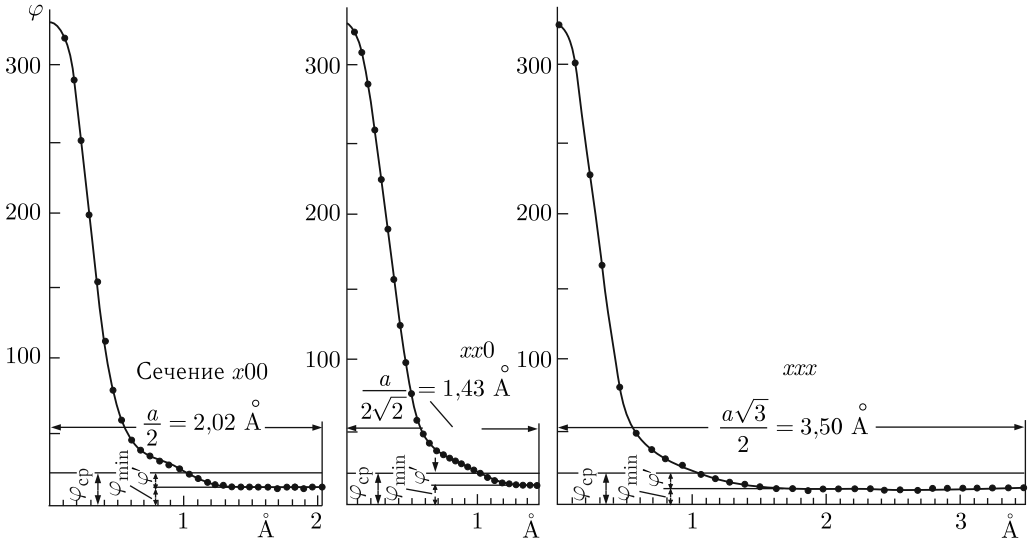 φ
300
200
100
Сечение x00
a/2 = 2,02 Å
φср
φmin
φ′
1
Å
2
300
200
100
xx0
a/2√2 = 1,43 Å
φср
φmin
φ′
1
Å
300
200
100
xxx
a√3/2 = 3,50 Å
φср
φmin
φ′
1
2
3
Å